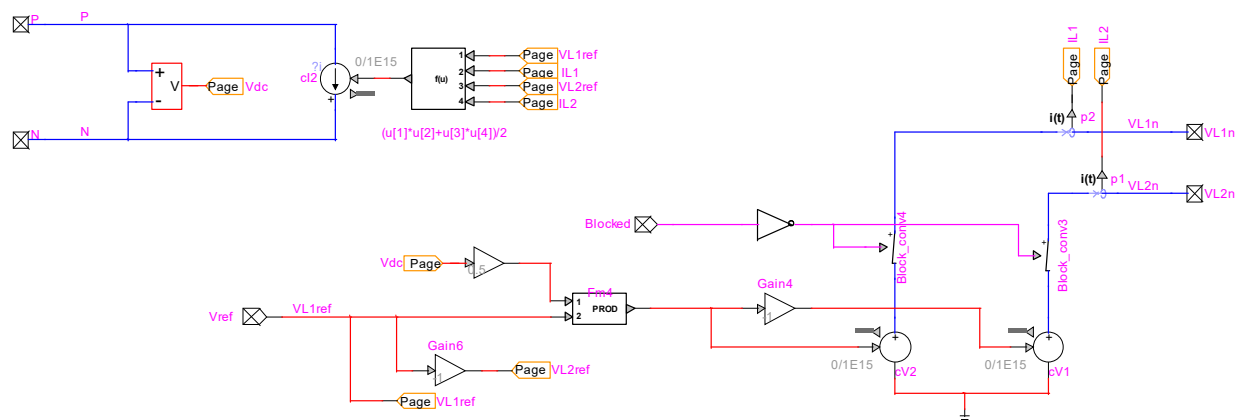 P P
N N
+
-
V
Page Vdc
?i
cI2
+
0/1E15
1
2
3
4
f(u)
Page VL1ref
Page IL1
Page VL2ref
Page IL2
(u[1]*u[2]+u[3]*u[4])/2
IL1
IL2
Page
Page
i(t) p2
VL1n VL1n
i(t) p1
VL2n VL2n
Blocked
+
Block_conv4
+
Block_conv3
Vdc Page
0.5
Fm4
1
2
PROD
Gain4
Vref
VL1ref
Gain6
Page VL2ref
Page VL1ref
+
0/1E15
cV2
+
0/1E15
cV1